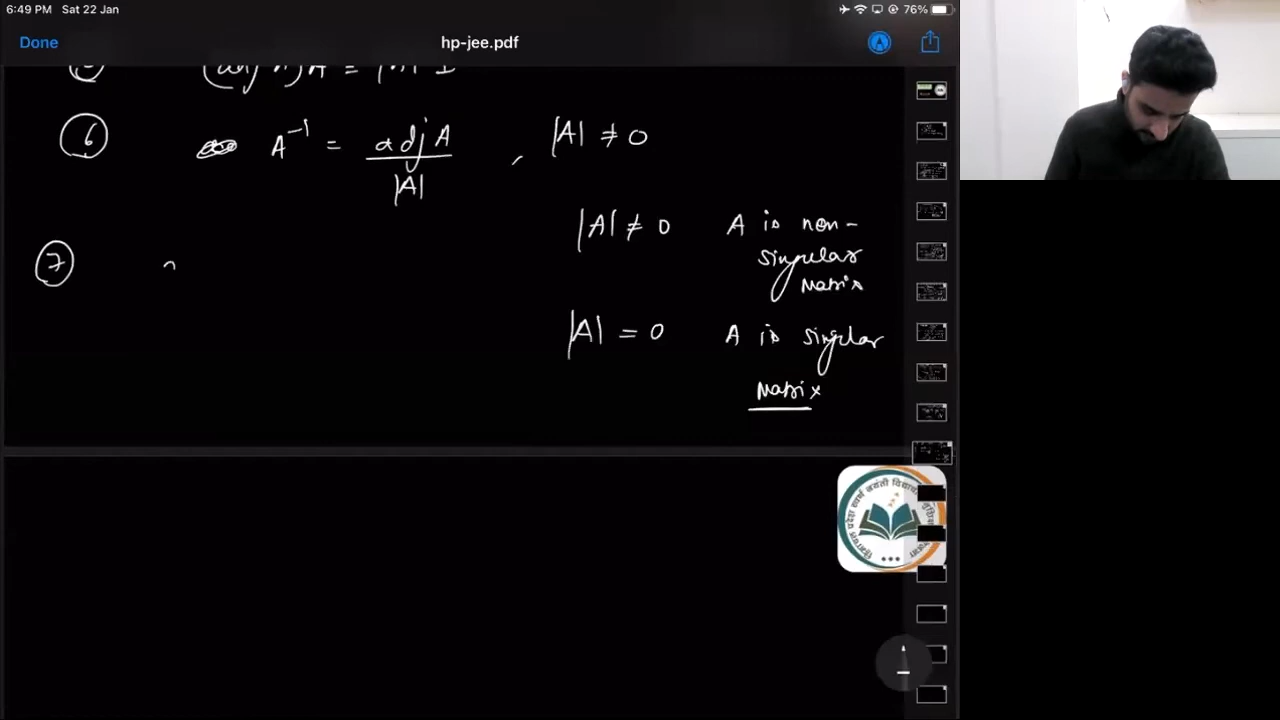 6:49 PM Sat 22 Jan
76%
Done
hp-jee.pdf
A = |A| I
6 A⁻¹ = adj A / |A| , |A| ≠ 0
|A| ≠ 0 A is non-
singular
Matrix
7
|A| = 0 A is singular
Matrix